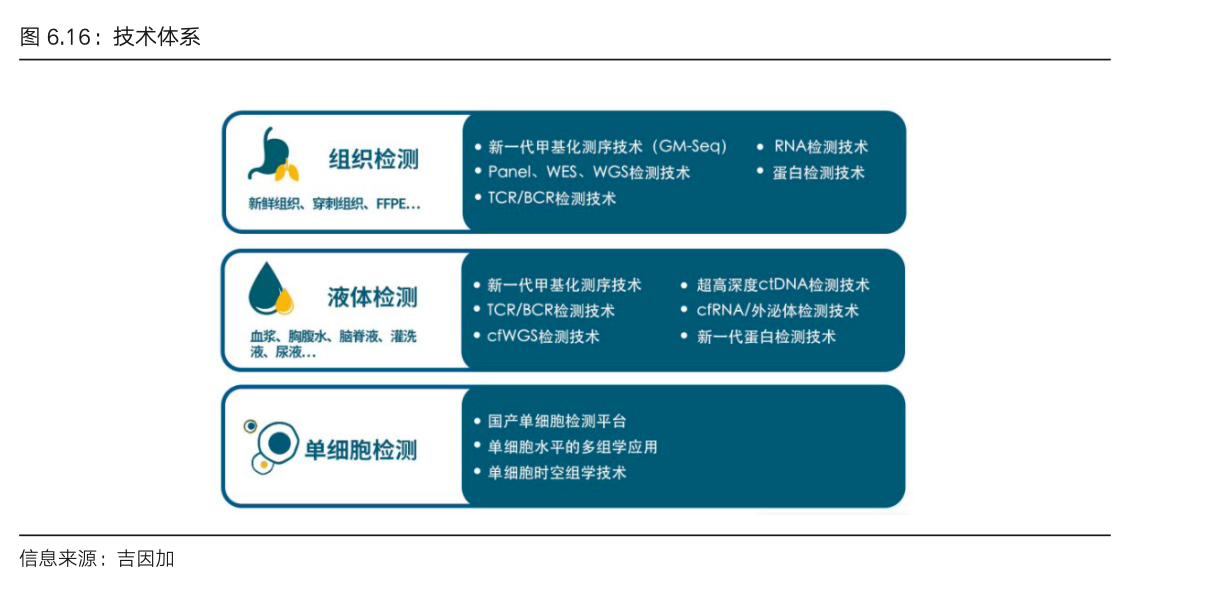 图 6.16：技术体系
组织检测
新鲜组织、穿刺组织、FFPE...
• 新一代甲基化测序技术（GM-Seq）
• Panel、WES、WGS检测技术
• TCR/BCR检测技术
• RNA检测技术
• 蛋白检测技术
液体检测
血浆、胸腹水、脑脊液、灌洗
液、尿液...
• 新一代甲基化测序技术
• TCR/BCR检测技术
• cfWGS检测技术
• 超高深度ctDNA检测技术
• cfRNA/外泌体检测技术
• 新一代蛋白检测技术
单细胞检测
• 国产单细胞检测平台
• 单细胞水平的多组学应用
• 单细胞时空组学技术
信息来源：吉因加